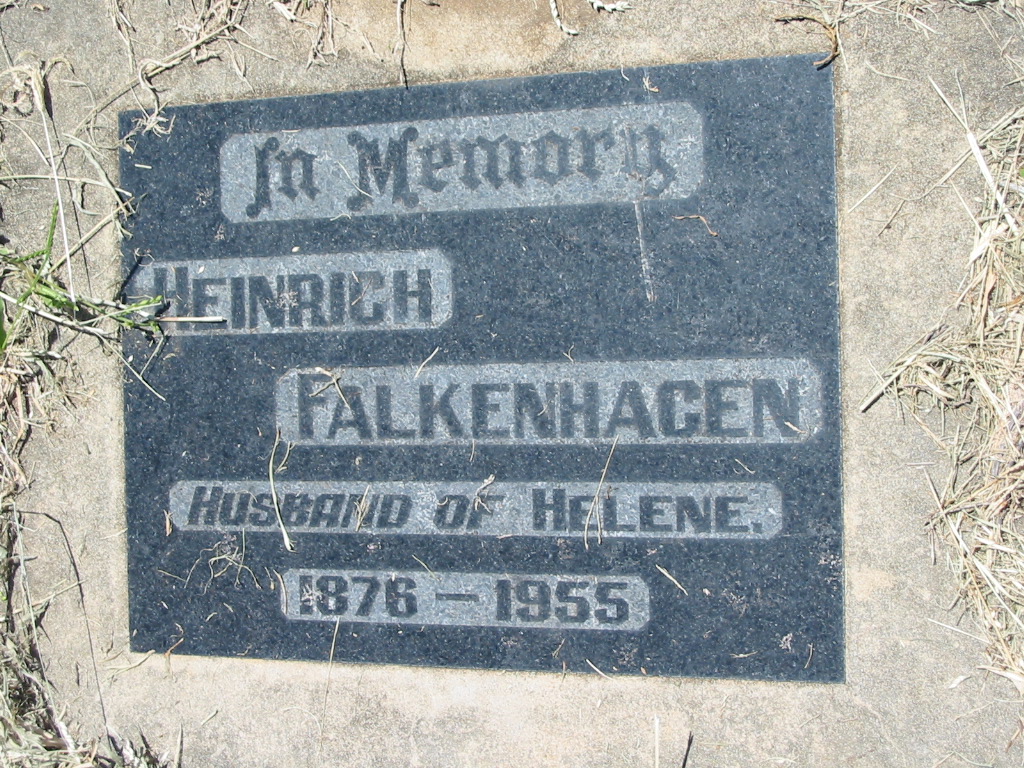 In Memory
HEINRICH
FALKENHAGEN
HUSBAND OF HELENE.
1876 – 1955